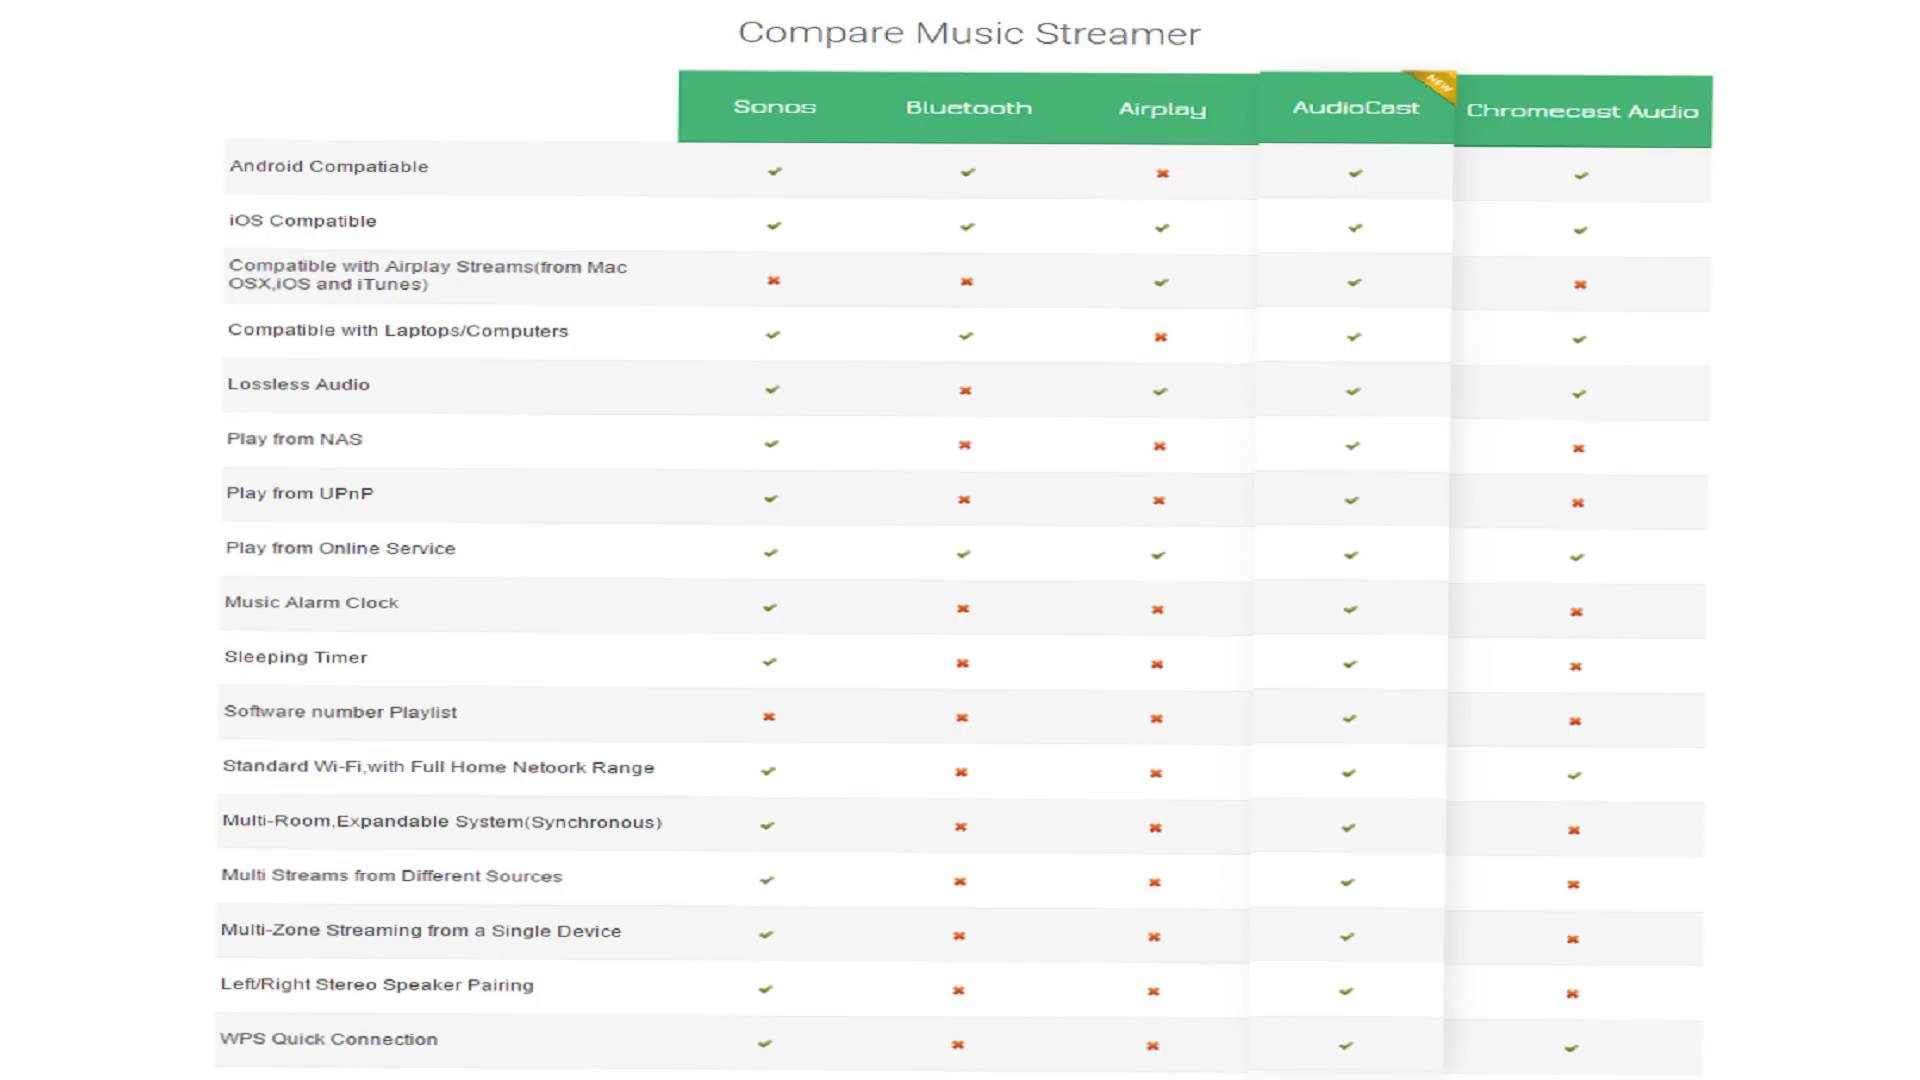 Compare Music Streamer
Sonos Bluetooth Airplay AudioCast NEW Chromecast Audio
Android Compatiable
iOS Compatible
Compatible with Airplay Streams(from Mac
OSX,iOS and iTunes)
Compatible with Laptops/Computers
Lossless Audio
Play from NAS
Play from UPnP
Play from Online Service
Music Alarm Clock
Sleeping Timer
Software number Playlist
Standard Wi-Fi,with Full Home Netoork Range
Multi-Room,Expandable System(Synchronous)
Multi Streams from Different Sources
Multi-Zone Streaming from a Single Device
Left/Right Stereo Speaker Pairing
WPS Quick Connection